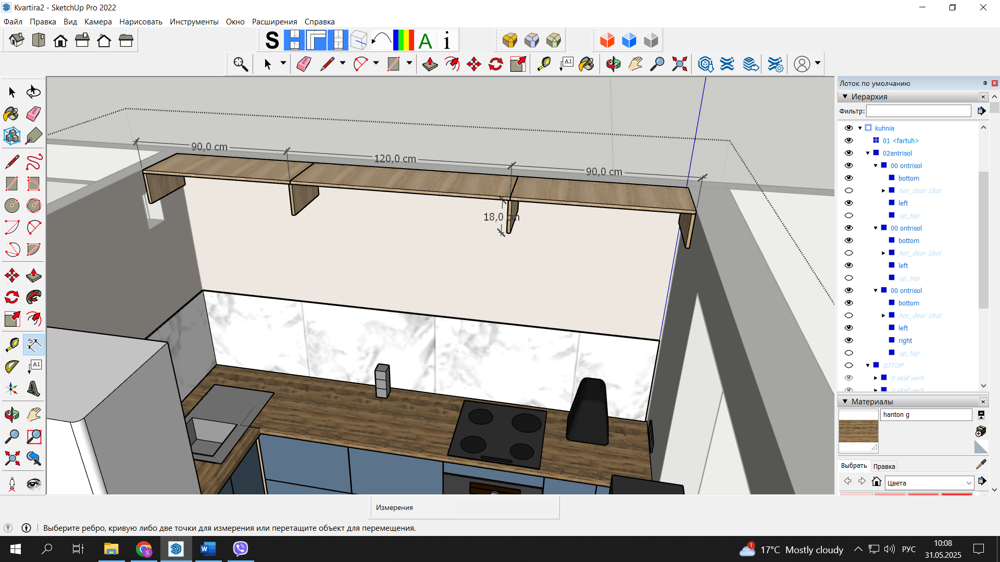 Kvartira2 - SketchUp Pro 2022
Файл Правка Вид Камера Нарисовать Инструменты Окно Расширения Справка
S A i
A1
Лоток по умолчанию
Иерархия
Фильтр:
kuhnia
01 <fartuh>
02antrisol
00 ontrisol
bottom
hor_door 1bot
left
up_top
00 ontrisol
bottom
hor_door 1bot
left
up_top
00 ontrisol
bottom
hor_door 1bot
left
right
up_top
03TOP
0 skaf verh
1 skaf verh
90,0 cm
120,0 cm
90,0 cm
18,0 cm
A1
Материалы
hanton g
Выбрать Правка
Цвета
Измерения
Выберите ребро, кривую либо две точки для измерения или перетащите объект для перемещения.
1
17°C Mostly cloudy
РУС
10:08
31.05.2025